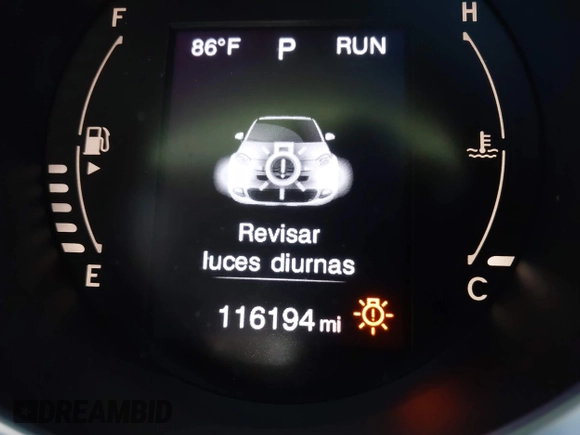 F
H
86°F P RUN
Revisar
luces diurnas
E
C
116194 mi
DREAMBID